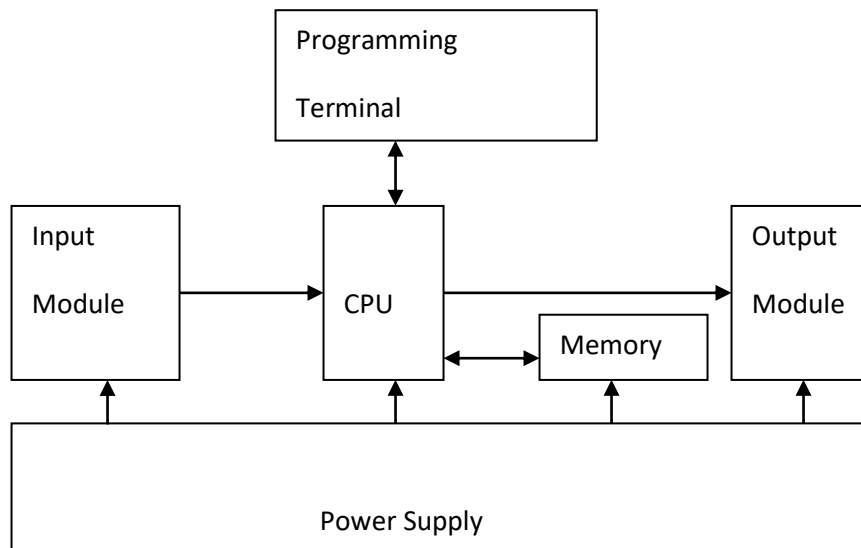 Programming
Terminal
Input
Module
CPU
Output
Module
Memory
Power Supply